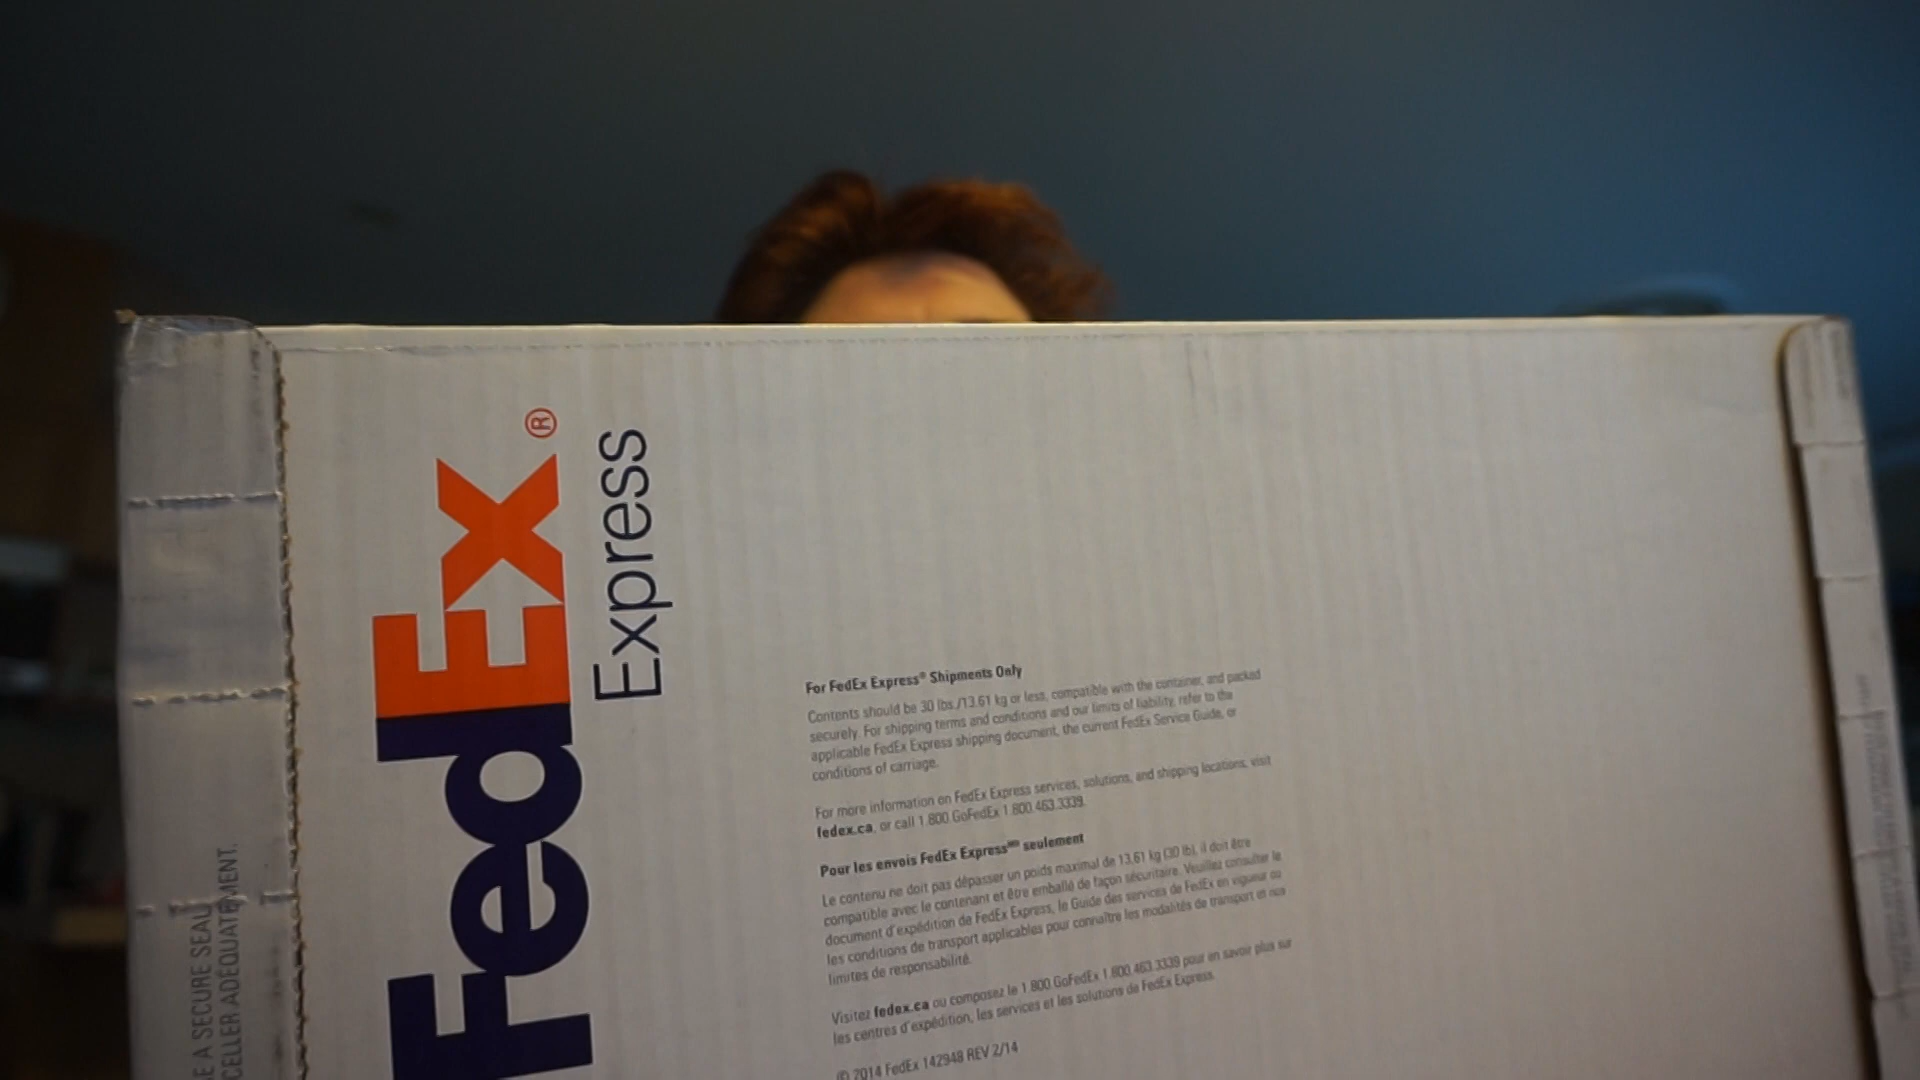 FedEx®
Express
For FedEx Express® Shipments Only
Contents should be 30 lbs./13.61 kg or less, compatible with the container, and packed
securely. For shipping terms and conditions and our limits of liability, refer to the
applicable FedEx Express shipping document, the current FedEx Service Guide, or
conditions of carriage.
For more information on FedEx Express services, solutions, and shipping locations, visit
fedex.ca, or call 1.800.GoFedEx 1.800.463.3339.
Pour les envois FedEx Express seulement
Le contenu ne doit pas dépasser un poids maximal de 13,61 kg (30 lb), il doit être
compatible avec le contenant et être emballé de façon sécuritaire. Veuillez consulter le
document d'expédition de FedEx Express, le Guide des services de FedEx en vigueur ou
les conditions de transport applicables pour connaître les modalités de transport et nos
limites de responsabilité.
Visitez fedex.ca ou composez le 1.800.GoFedEx 1.800.463.3339 pour en savoir plus sur
les centres d'expédition, les services et les solutions de FedEx Express.
© 2014 FedEx 142948 REV 2/14
E A SECURE SEAL
CELLER ADÉQUATEMENT.